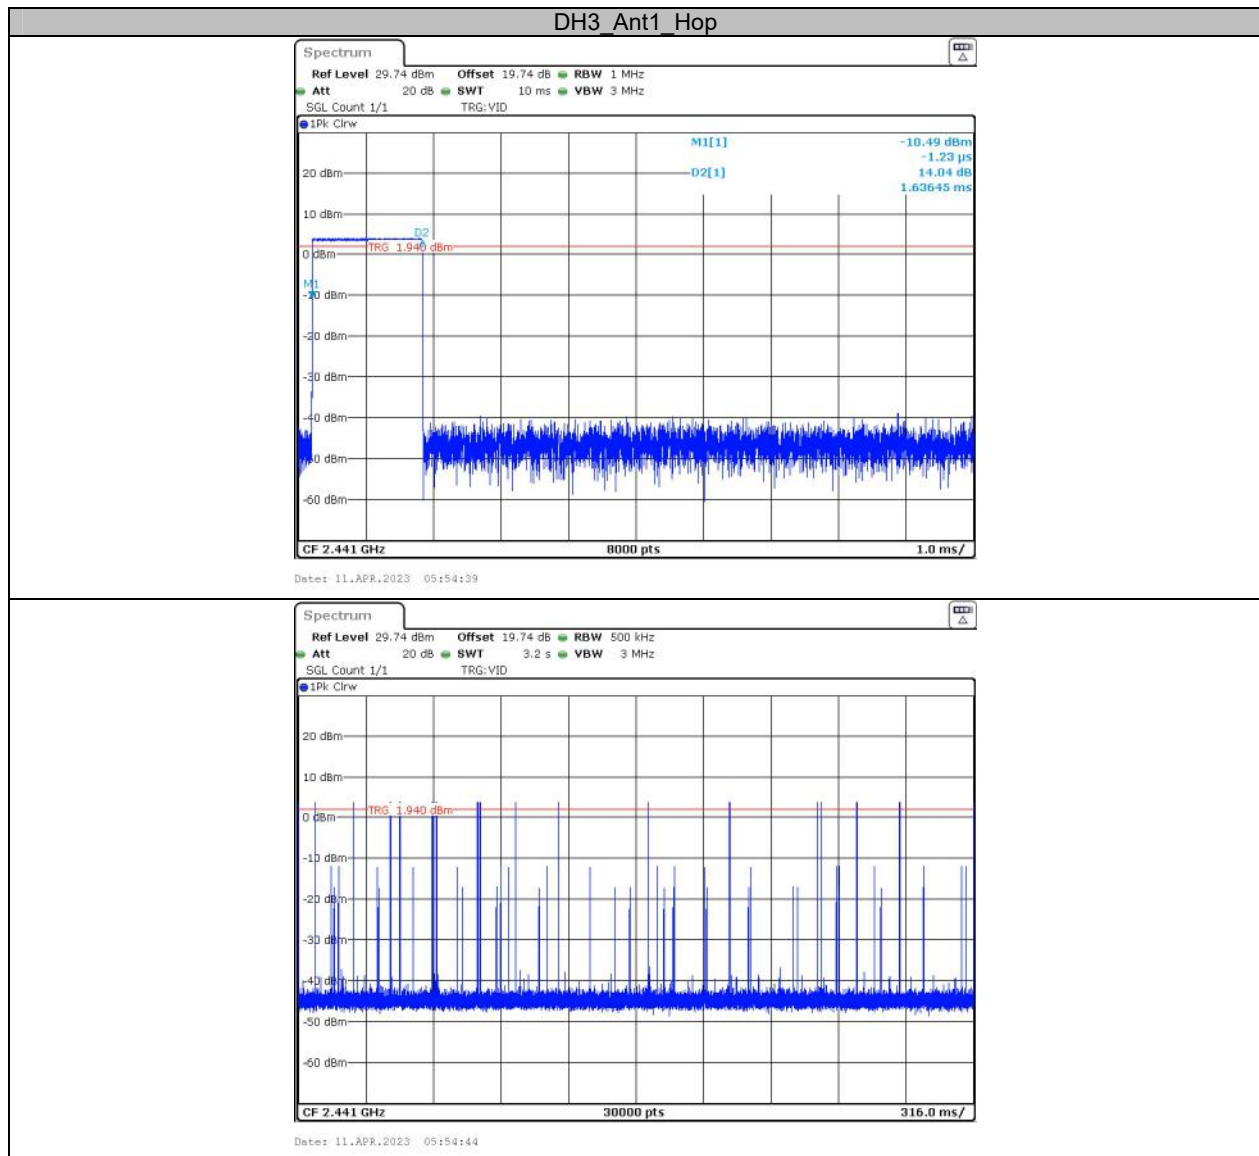 DH3_Ant1_Hop
Spectrum
Ref Level 29.74 dBm Offset 19.74 dB RBW 1 MHz
Att 20 dB SWT 10 ms VBW 3 MHz
SGL Count 1/1 TRG:VID
1Pk Clrw
M1[1] -10.49 dBm
-1.23 µs
20 dBm D2[1] 14.04 dB
1.63645 ms
10 dBm
D2
TRG 1.940 dBm
0 dBm
M1
-10 dBm
-20 dBm
-30 dBm
-40 dBm
-50 dBm
-60 dBm
CF 2.441 GHz 8000 pts 1.0 ms/
Date: 11.APR.2023 05:54:39
Spectrum
Ref Level 29.74 dBm Offset 19.74 dB RBW 500 kHz
Att 20 dB SWT 3.2 s VBW 3 MHz
SGL Count 1/1 TRG:VID
1Pk Clrw
20 dBm
10 dBm
TRG 1.940 dBm
0 dBm
-10 dBm
-20 dBm
-30 dBm
-40 dBm
-50 dBm
-60 dBm
CF 2.441 GHz 30000 pts 316.0 ms/
Date: 11.APR.2023 05:54:44